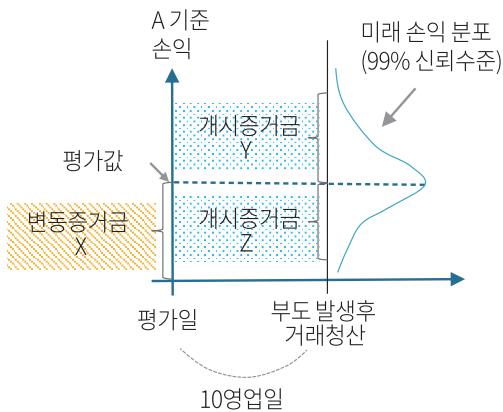 A 기준
손익
미래 손익 분포
(99% 신뢰수준)
개시증거금
Y
평가값
변동증거금
X
개시증거금
Z
평가일
부도 발생후
거래청산
10영업일